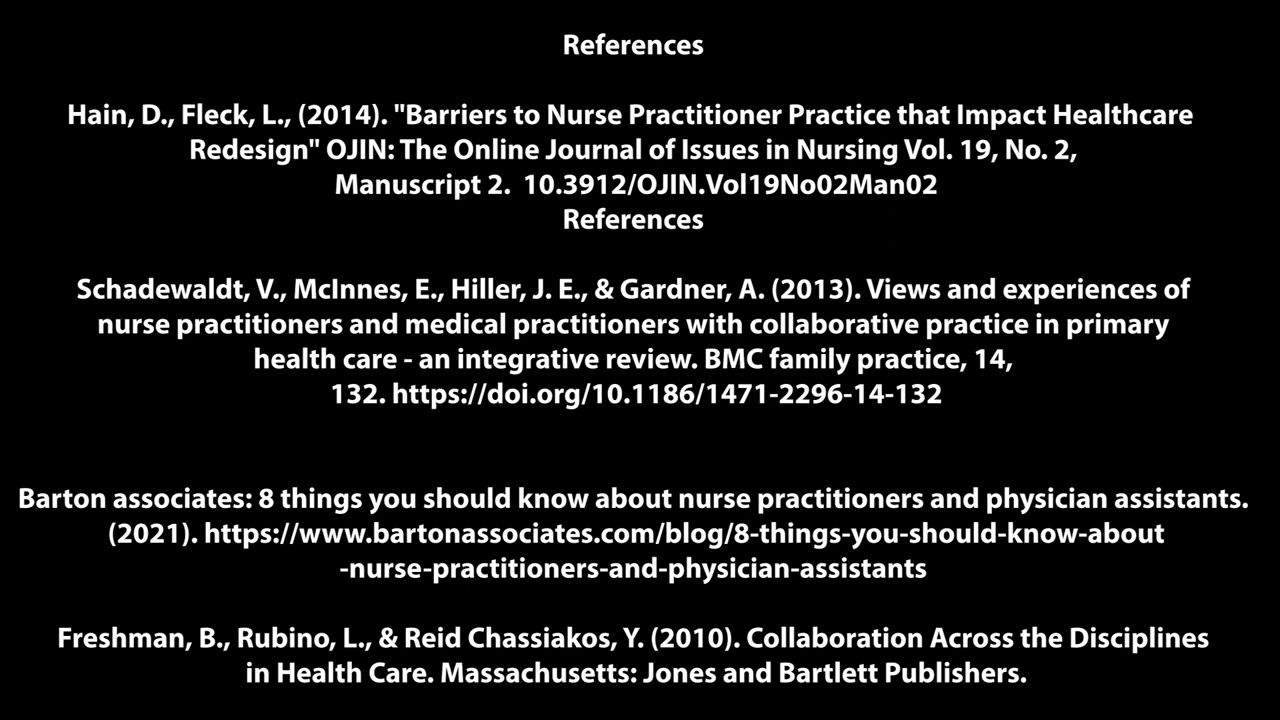 References
Hain, D., Fleck, L., (2014). "Barriers to Nurse Practitioner Practice that Impact Healthcare
Redesign" OJIN: The Online Journal of Issues in Nursing Vol. 19, No. 2,
Manuscript 2.  10.3912/OJIN.Vol19No02Man02
References
Schadewaldt, V., McInnes, E., Hiller, J. E., & Gardner, A. (2013). Views and experiences of
nurse practitioners and medical practitioners with collaborative practice in primary
health care - an integrative review. BMC family practice, 14,
132. https://doi.org/10.1186/1471-2296-14-132
Barton associates: 8 things you should know about nurse practitioners and physician assistants.
(2021). https://www.bartonassociates.com/blog/8-things-you-should-know-about
-nurse-practitioners-and-physician-assistants
Freshman, B., Rubino, L., & Reid Chassiakos, Y. (2010). Collaboration Across the Disciplines
in Health Care. Massachusetts: Jones and Bartlett Publishers.